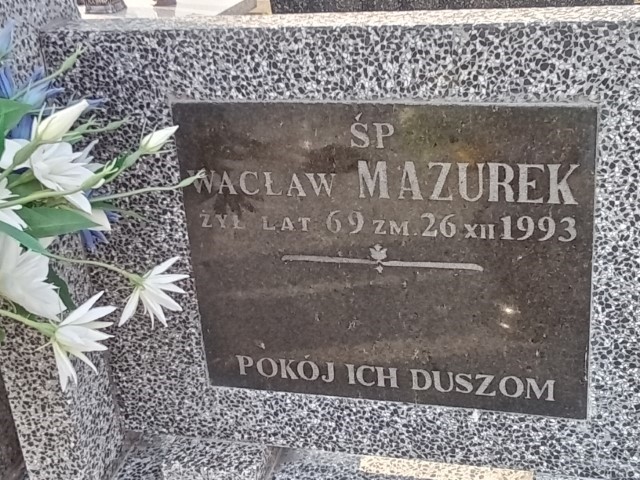 ŚP
WACŁAW MAZUREK
ŻYŁ LAT 69 ZM. 26 XII 1993
POKÓJ ICH DUSZOM